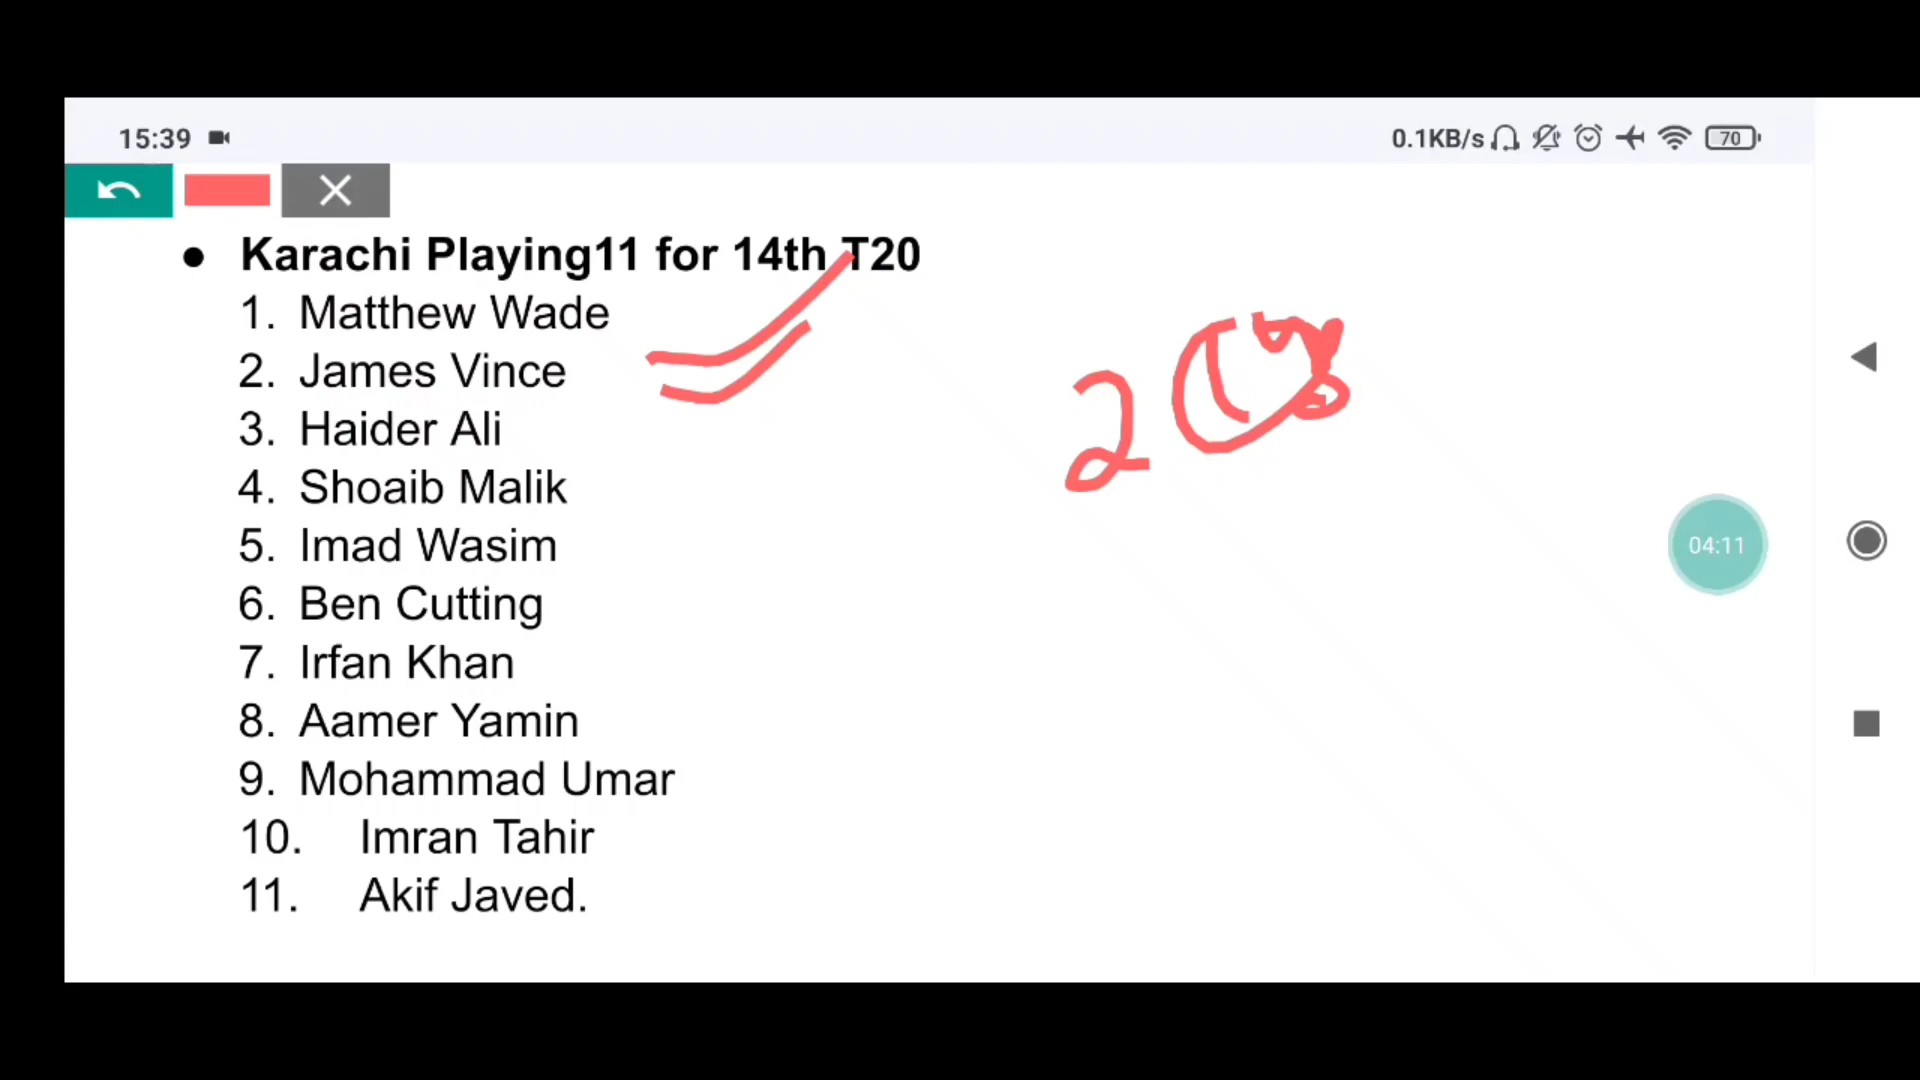 15:39
0.1KB/s
70
● Karachi Playing11 for 14th T20
1. Matthew Wade
2. James Vince
3. Haider Ali
4. Shoaib Malik
5. Imad Wasim
6. Ben Cutting
7. Irfan Khan
8. Aamer Yamin
9. Mohammad Umar
10. Imran Tahir
11. Akif Javed.
2
04:11